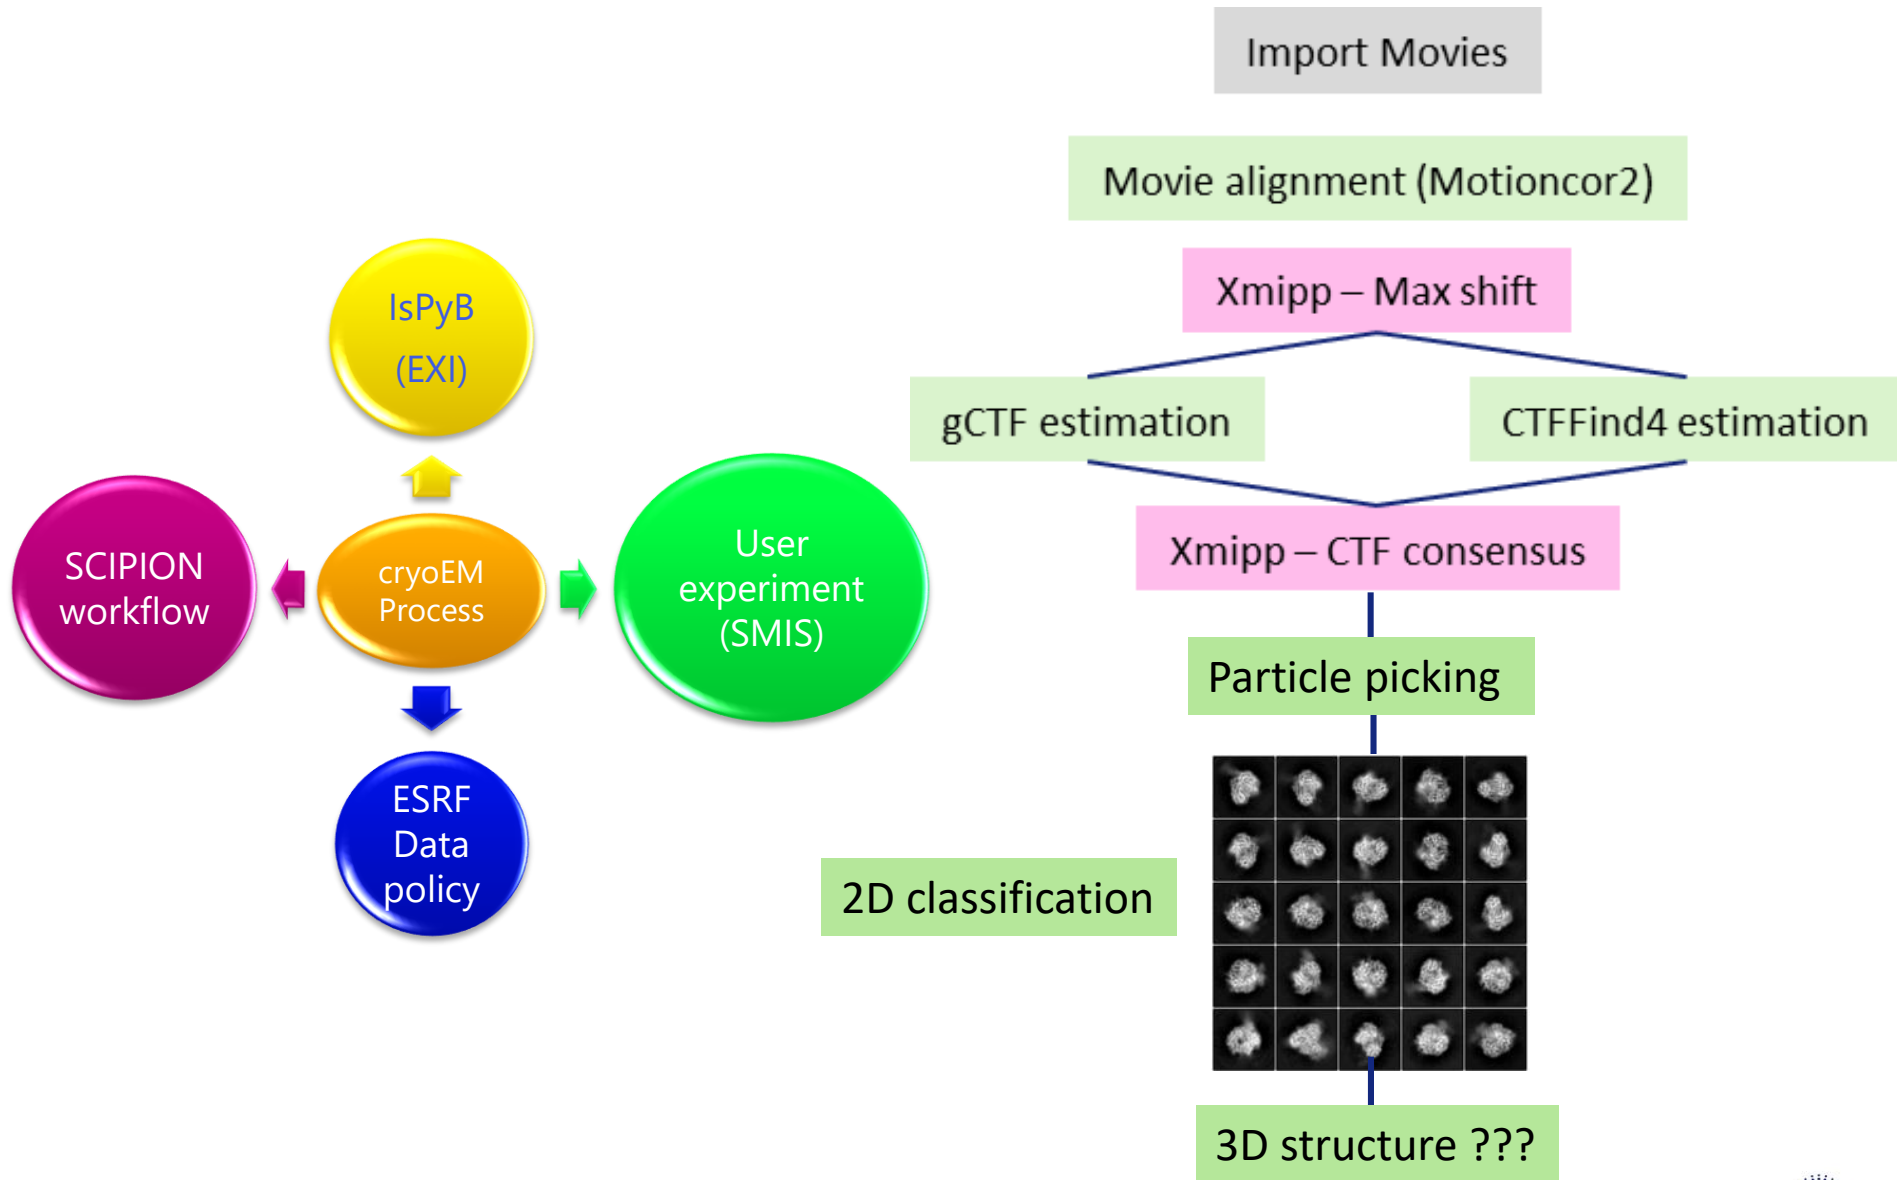 IsPyB
(EXI)
SCIPION
workflow
cryoEM
Process
User
experiment
(SMIS)
ESRF
Data
policy
Import Movies
Movie alignment (Motioncor2)
Xmipp – Max shift
gCTF estimation
CTFFind4 estimation
Xmipp – CTF consensus
Particle picking
2D classification
3D structure ???